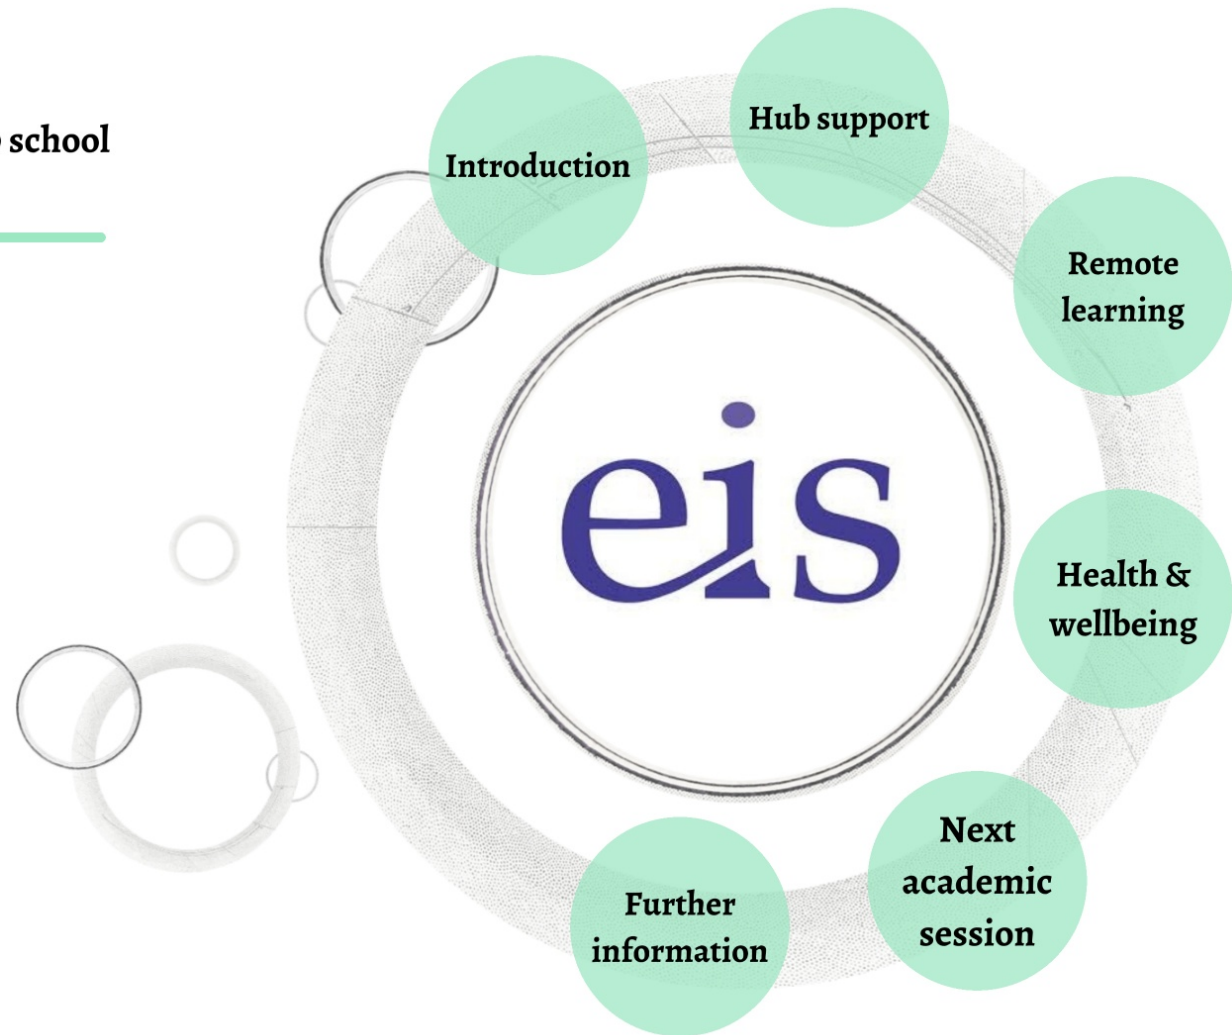 school
Introduction
Hub support
Remote
learning
eis
Health &
wellbeing
Next
academic
session
Further
information